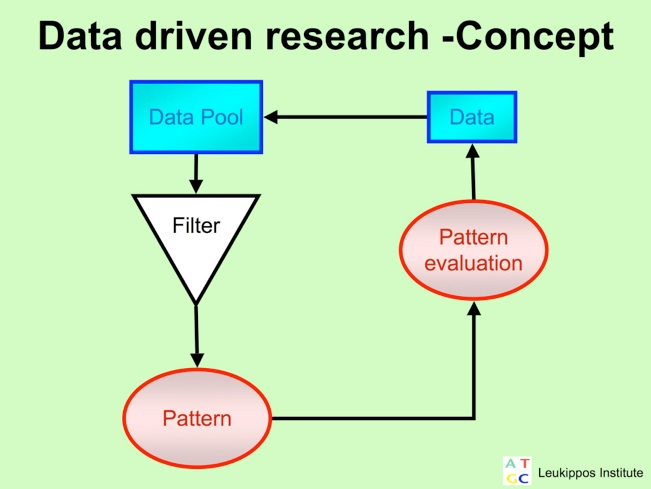 Data driven research -Concept
Data Pool
Data
Filter
Pattern
evaluation
Pattern
A T
G C
Leukippos Institute